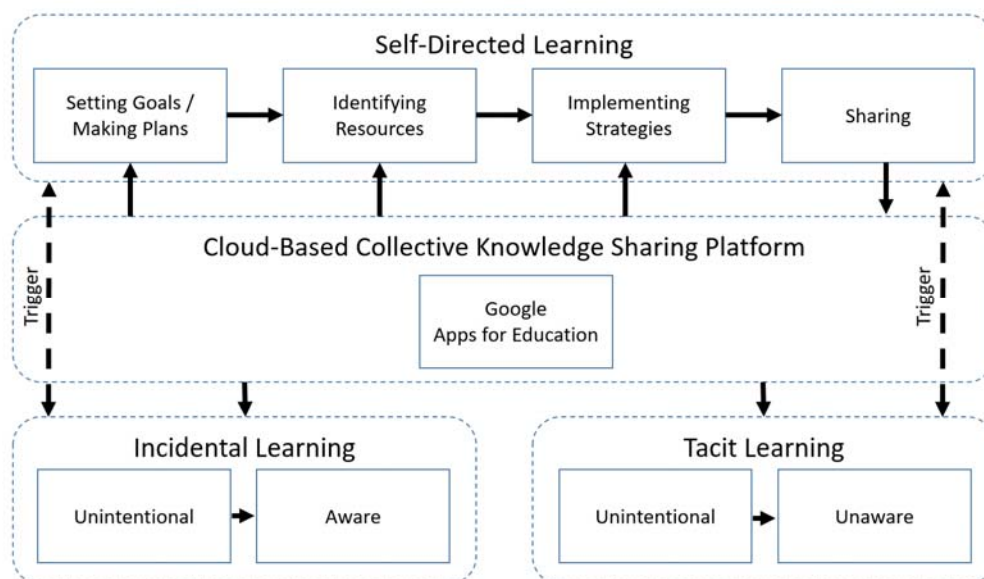 Self-Directed Learning
Setting Goals /
Making Plans
Identifying
Resources
Implementing
Strategies
Sharing
Cloud-Based Collective Knowledge Sharing Platform
Google
Apps for Education
Trigger
Trigger
Incidental Learning
Unintentional
Aware
Tacit Learning
Unintentional
Unaware